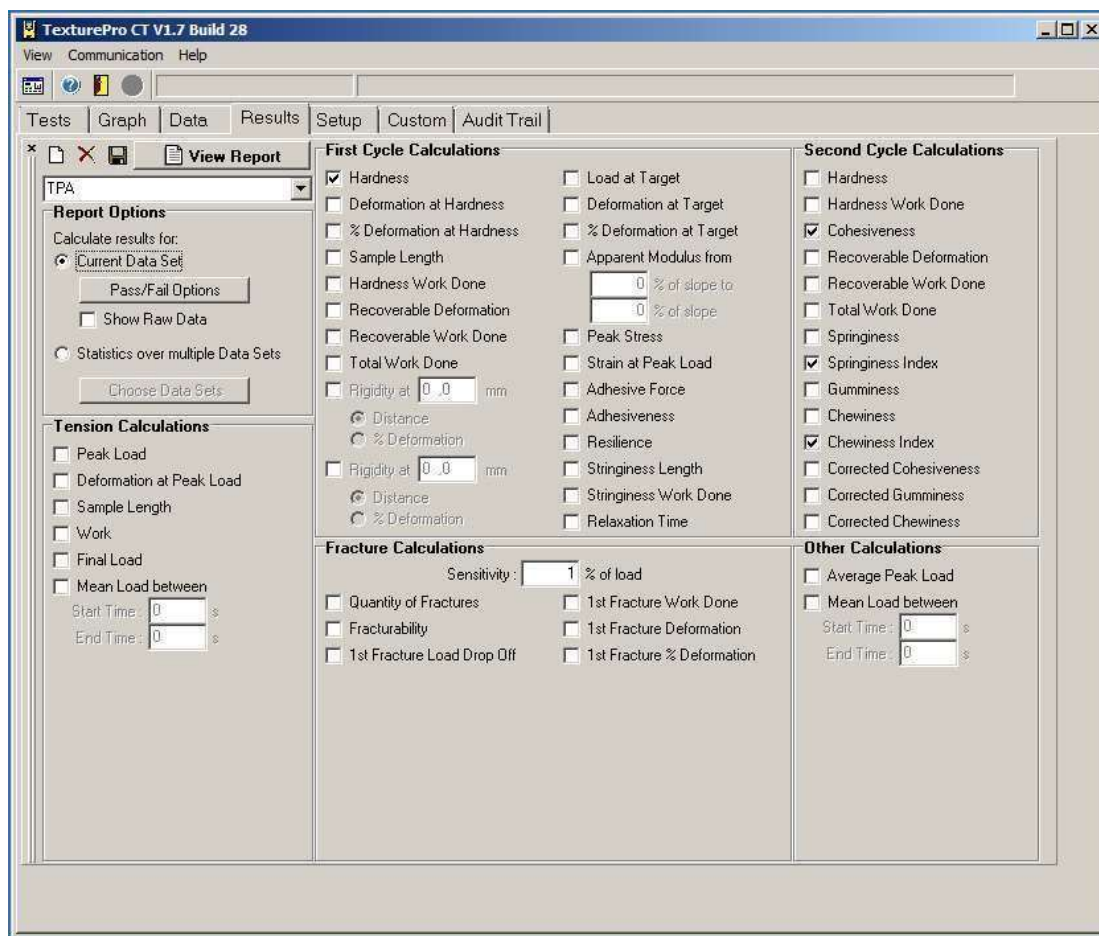 TexturePro CT V1.7 Build 28
View Communication Help
Tests Graph Data Results Setup Custom Audit Trail
View Report
TPA
Report Options
Calculate results for:
Current Data Set
Pass/Fail Options
Show Raw Data
Statistics over multiple Data Sets
Choose Data Sets
Tension Calculations
Peak Load
Deformation at Peak Load
Sample Length
Work
Final Load
Mean Load between
Start Time : 0 s
End Time : 0 s
First Cycle Calculations
Hardness
Deformation at Hardness
% Deformation at Hardness
Sample Length
Hardness Work Done
Recoverable Deformation
Recoverable Work Done
Total Work Done
Rigidity at 0 .0 mm
Distance
% Deformation
Rigidity at 0 .0 mm
Distance
% Deformation
Load at Target
Deformation at Target
% Deformation at Target
Apparent Modulus from
0 % of slope to
0 % of slope
Peak Stress
Strain at Peak Load
Adhesive Force
Adhesiveness
Resilience
Stringiness Length
Stringiness Work Done
Relaxation Time
Second Cycle Calculations
Hardness
Hardness Work Done
Cohesiveness
Recoverable Deformation
Recoverable Work Done
Total Work Done
Springiness
Springiness Index
Gumminess
Chewiness
Chewiness Index
Corrected Cohesiveness
Corrected Gumminess
Corrected Chewiness
Fracture Calculations
Sensitivity : 1 % of load
Quantity of Fractures
Fracturability
1st Fracture Load Drop Off
1st Fracture Work Done
1st Fracture Deformation
1st Fracture % Deformation
Other Calculations
Average Peak Load
Mean Load between
Start Time : 0 s
End Time : 0 s